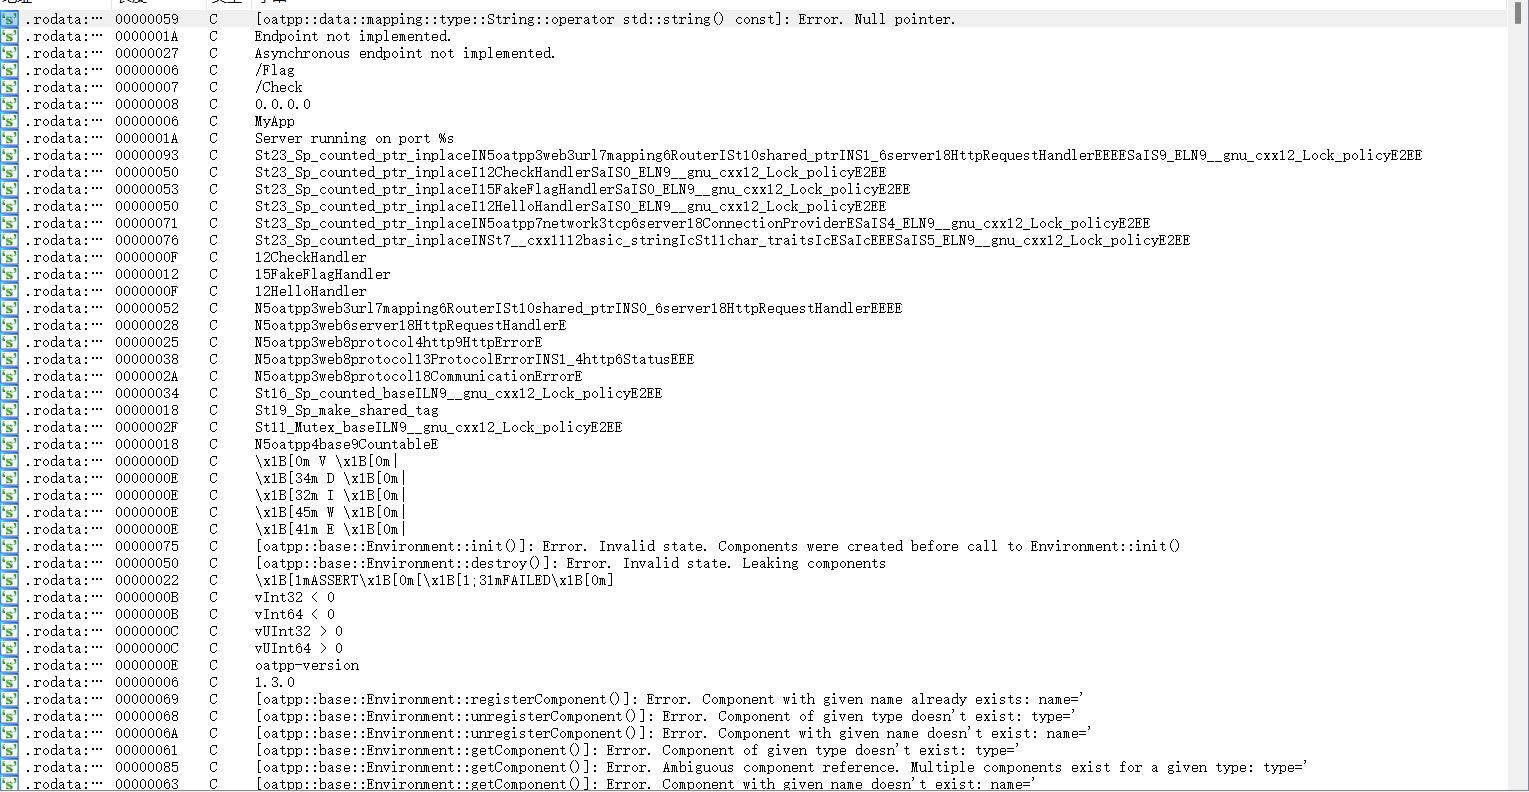 's' .rodata:… 00000059 C [oatpp::data::mapping::type::String::operator std::string() const]: Error. Null pointer.
's' .rodata:… 0000001A C Endpoint not implemented.
's' .rodata:… 00000027 C Asynchronous endpoint not implemented.
's' .rodata:… 00000006 C /Flag
's' .rodata:… 00000007 C /Check
's' .rodata:… 00000008 C 0.0.0.0
's' .rodata:… 00000006 C MyApp
's' .rodata:… 0000001A C Server running on port %s
's' .rodata:… 00000093 C St23_Sp_counted_ptr_inplaceIN5oatpp3web3url7mapping6RouterISt10shared_ptrINS1_6server18HttpRequestHandlerEEEESaIS9_ELN9__gnu_cxx12_Lock_policyE2EE
's' .rodata:… 00000050 C St23_Sp_counted_ptr_inplaceI12CheckHandlerSaIS0_ELN9__gnu_cxx12_Lock_policyE2EE
's' .rodata:… 00000053 C St23_Sp_counted_ptr_inplaceI15FakeFlagHandlerSaIS0_ELN9__gnu_cxx12_Lock_policyE2EE
's' .rodata:… 00000050 C St23_Sp_counted_ptr_inplaceI12HelloHandlerSaIS0_ELN9__gnu_cxx12_Lock_policyE2EE
's' .rodata:… 00000071 C St23_Sp_counted_ptr_inplaceIN5oatpp7network3tcp6server18ConnectionProviderESaIS4_ELN9__gnu_cxx12_Lock_policyE2EE
's' .rodata:… 00000076 C St23_Sp_counted_ptr_inplaceINSt7__cxx1112basic_stringIcSt11char_traitsIcESaIcEEESaIS5_ELN9__gnu_cxx12_Lock_policyE2EE
's' .rodata:… 0000000F C 12CheckHandler
's' .rodata:… 00000012 C 15FakeFlagHandler
's' .rodata:… 0000000F C 12HelloHandler
's' .rodata:… 00000052 C N5oatpp3web3url7mapping6RouterISt10shared_ptrINS0_6server18HttpRequestHandlerEEEE
's' .rodata:… 00000028 C N5oatpp3web6server18HttpRequestHandlerE
's' .rodata:… 00000025 C N5oatpp3web8protocol4http9HttpErrorE
's' .rodata:… 00000038 C N5oatpp3web8protocol13ProtocolErrorINS1_4http6StatusEEE
's' .rodata:… 0000002A C N5oatpp3web8protocol18CommunicationErrorE
's' .rodata:… 00000034 C St16_Sp_counted_baseILN9__gnu_cxx12_Lock_policyE2EE
's' .rodata:… 00000018 C St19_Sp_make_shared_tag
's' .rodata:… 0000002F C St11_Mutex_baseILN9__gnu_cxx12_Lock_policyE2EE
's' .rodata:… 00000018 C N5oatpp4base9CountableE
's' .rodata:… 0000000D C \x1B[0m V \x1B[0m|
's' .rodata:… 0000000E C \x1B[34m D \x1B[0m|
's' .rodata:… 0000000E C \x1B[32m I \x1B[0m|
's' .rodata:… 0000000E C \x1B[45m W \x1B[0m|
's' .rodata:… 0000000E C \x1B[41m E \x1B[0m|
's' .rodata:… 00000075 C [oatpp::base::Environment::init()]: Error. Invalid state. Components were created before call to Environment::init()
's' .rodata:… 00000050 C [oatpp::base::Environment::destroy()]: Error. Invalid state. Leaking components
's' .rodata:… 00000022 C \x1B[1mASSERT\x1B[0m[\x1B[1;31mFAILED\x1B[0m]
's' .rodata:… 0000000B C vInt32 < 0
's' .rodata:… 0000000B C vInt64 < 0
's' .rodata:… 0000000C C vUInt32 > 0
's' .rodata:… 0000000C C vUInt64 > 0
's' .rodata:… 0000000E C oatpp-version
's' .rodata:… 00000006 C 1.3.0
's' .rodata:… 00000069 C [oatpp::base::Environment::registerComponent()]: Error. Component with given name already exists: name='
's' .rodata:… 00000068 C [oatpp::base::Environment::unregisterComponent()]: Error. Component of given type doesn't exist: type='
's' .rodata:… 0000006A C [oatpp::base::Environment::unregisterComponent()]: Error. Component with given name doesn't exist: name='
's' .rodata:… 00000061 C [oatpp::base::Environment::getComponent()]: Error. Component of given type doesn't exist: type='
's' .rodata:… 00000085 C [oatpp::base::Environment::getComponent()]: Error. Ambiguous component reference. Multiple components exist for a given type: type='
's' .rodata:… 00000063 C [oatpp::base::Environment::getComponent()]: Error. Component with given name doesn't exist: name='